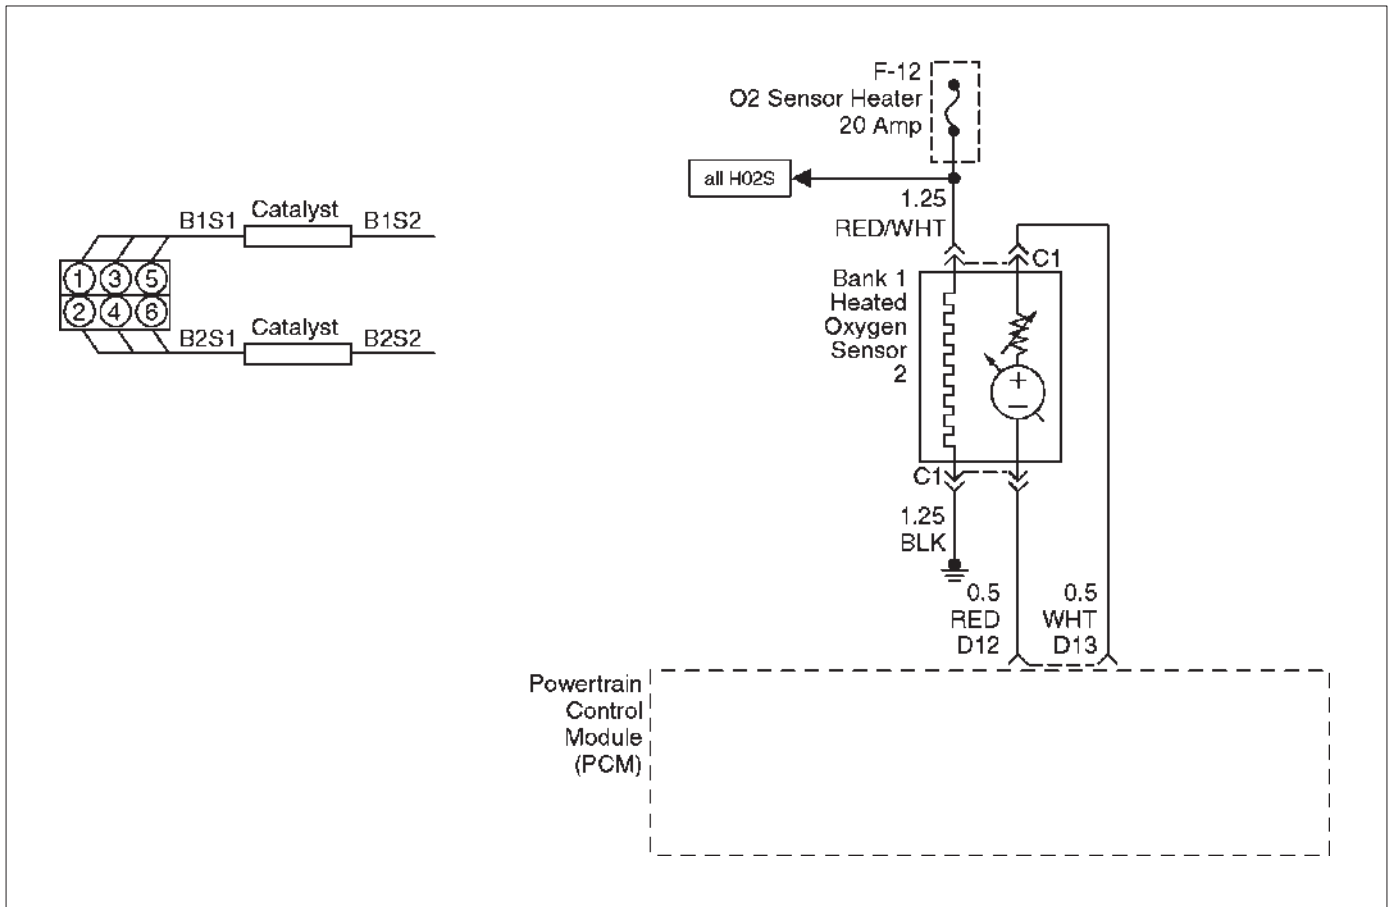 F-12
O2 Sensor Heater
20 Amp
all H02S
1.25
RED/WHT
C1
B1S1 Catalyst B1S2
1 3 5
2 4 6
B2S1 Catalyst B2S2
Bank 1
Heated
Oxygen
Sensor
2
+
−
C1
1.25
BLK
0.5
RED
D12
0.5
WHT
D13
Powertrain
Control
Module
(PCM)